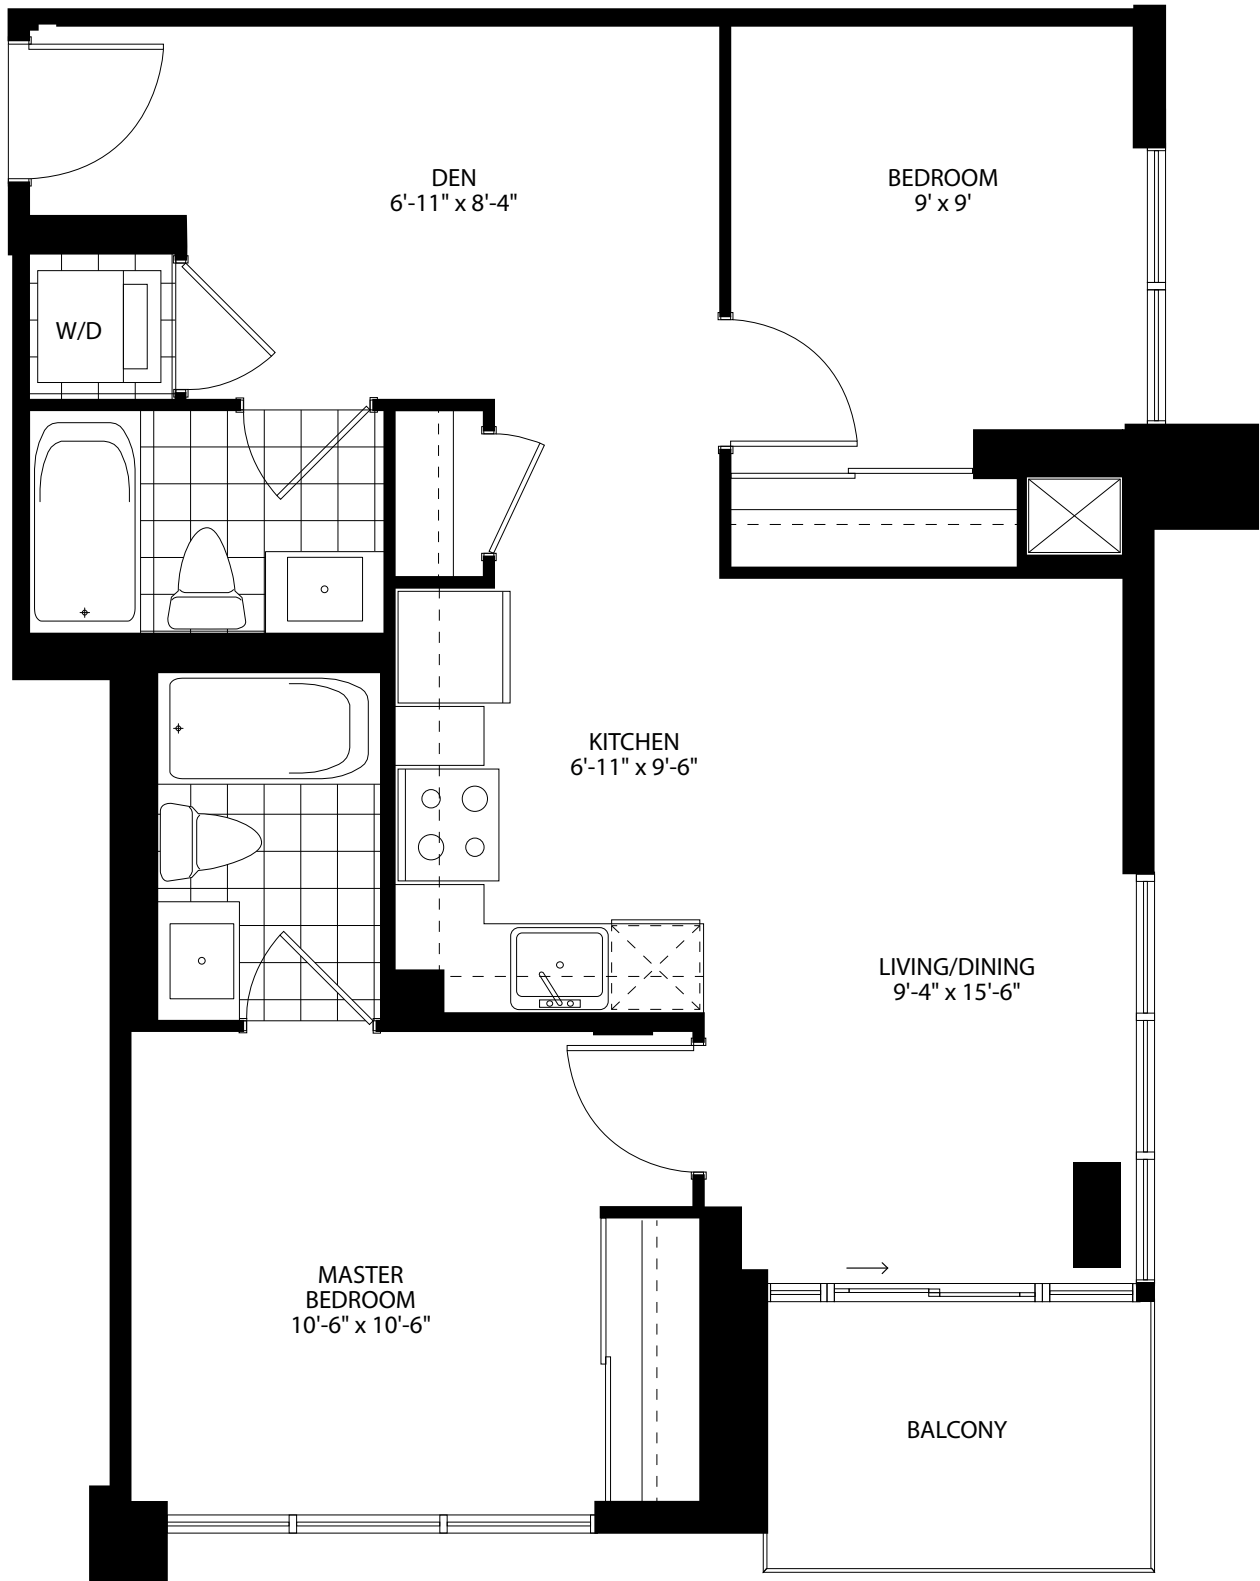 DEN
6'-11" x 8'-4"
BEDROOM
9' x 9'
W/D
KITCHEN
6'-11" x 9'-6"
LIVING/DINING
9'-4" x 15'-6"
MASTER
BEDROOM
10'-6" x 10'-6"
BALCONY